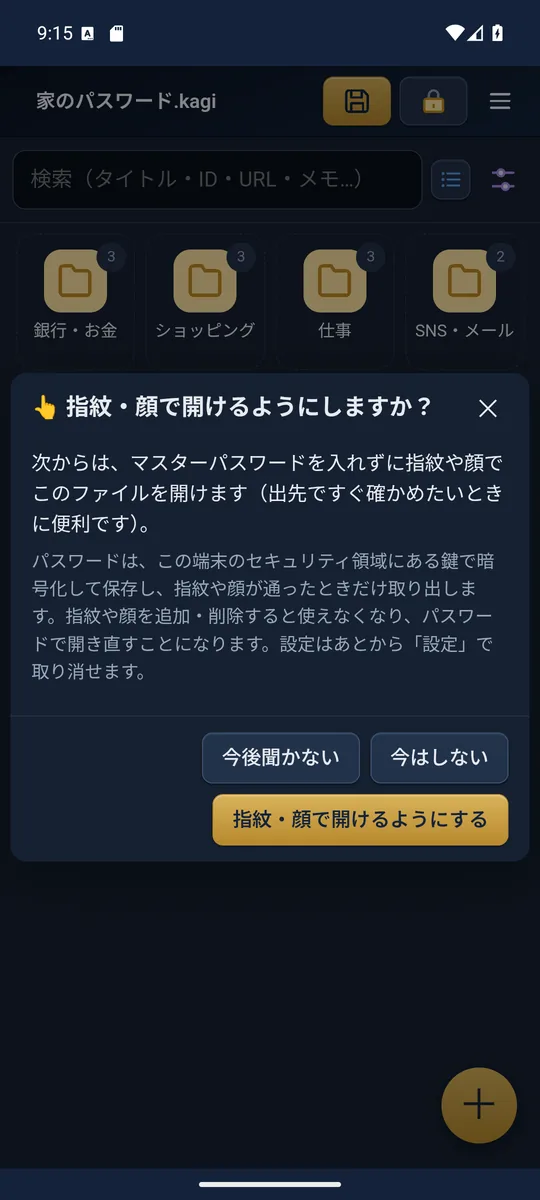 9:15
家のパスワード.kagi
検索（タイトル・ID・URL・メモ…）
3
3
3
2
銀行・お金
ショッピング
仕事
SNS・メール
👆 指紋・顔で開けるようにしますか？
次からは、マスターパスワードを入れずに指紋や顔で
このファイルを開けます（出先ですぐ確かめたいとき
に便利です）。
パスワードは、この端末のセキュリティ領域にある鍵で暗
号化して保存し、指紋や顔が通ったときだけ取り出しま
す。指紋や顔を追加・削除すると使えなくなり、パスワー
ドで開き直すことになります。設定はあとから「設定」で
取り消せます。
今後聞かない
今はしない
指紋・顔で開けるようにする